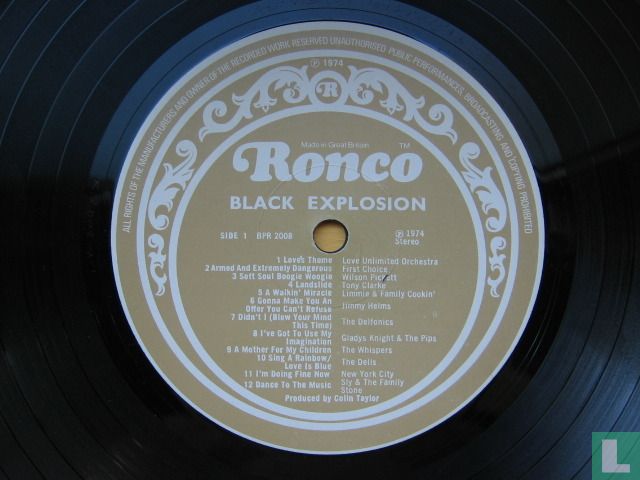 ALL RIGHTS OF THE MANUFACTURERS AND OWNER OF THE RECORDED WORK RESERVED UNAUTHORISED PUBLIC PERFORMANCES, BROADCASTING AND COPYING PROHIBITED
℗ 1974
R
Made in Great Britain
Ronco™
BLACK EXPLOSION
SIDE 1 BPR 2008
℗ 1974
Stereo
1 Love's Theme Love Unlimited Orchestra
2 Armed And Extremely Dangerous First Choice
3 Soft Soul Boogie Woogie Wilson Pickett
4 Landslide Tony Clarke
5 A Walkin' Miracle Limmie & Family Cookin'
6 Gonna Make You An
Offer You Can't Refuse Jimmy Helms
7 Didn't I (Blow Your Mind
This Time) The Delfonics
8 I've Got To Use My
Imagination Gladys Knight & The Pips
9 A Mother For My Children The Whispers
10 Sing A Rainbow/
Love Is Blue The Dells
11 I'm Doing Fine Now New York City
12 Dance To The Music Sly & The Family
Stone
Produced by Colin Taylor
L